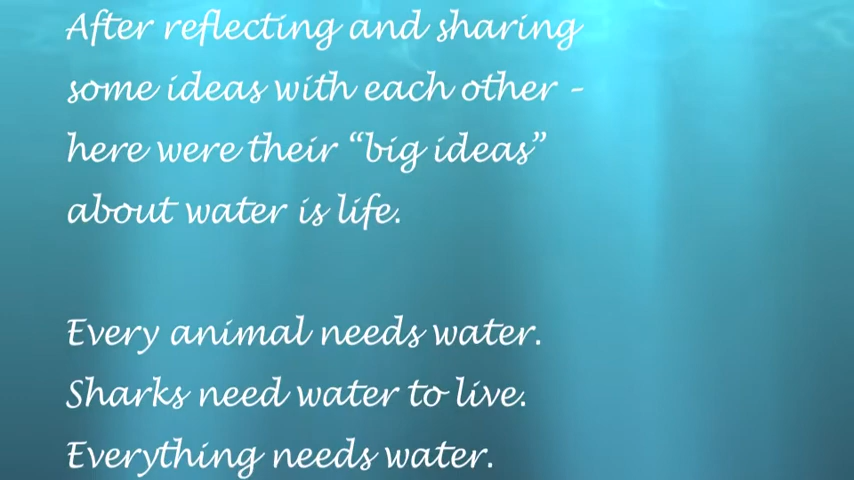 After reflecting and sharing
some ideas with each other –
here were their “big ideas”
about water is life.
Every animal needs water.
Sharks need water to live.
Everything needs water.